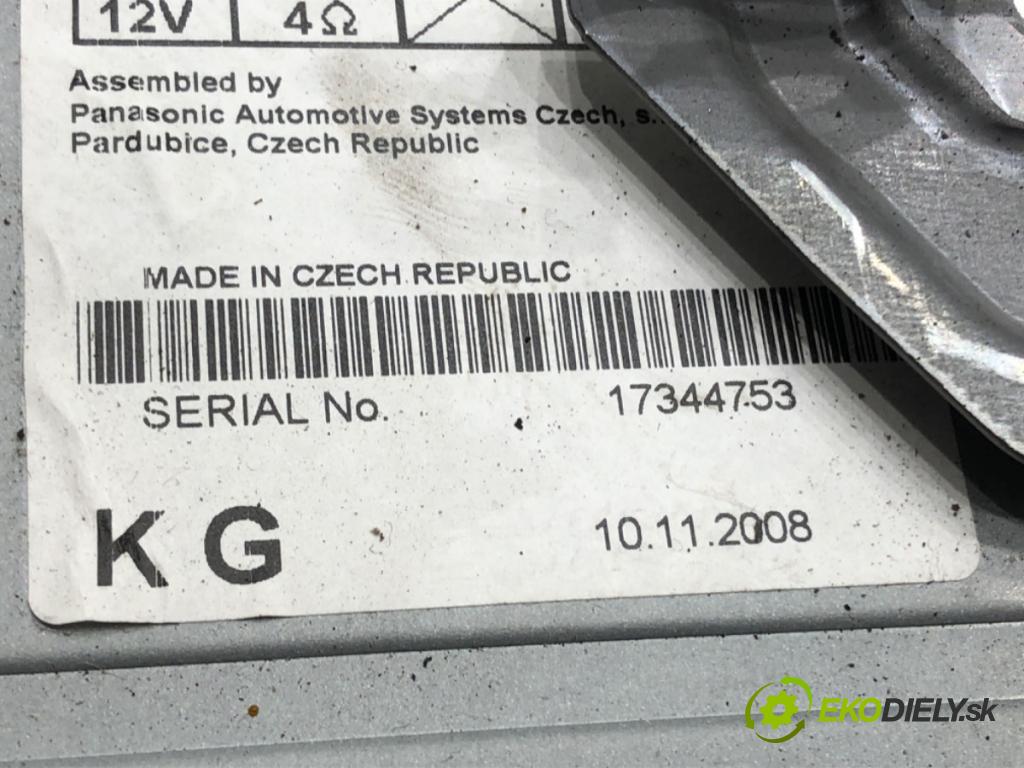 12V 4Ω
Assembled by
Panasonic Automotive Systems Czech, s.
Pardubice, Czech Republic
MADE IN CZECH REPUBLIC
SERIAL No. 17344753
K G 10.11.2008
EKODIELY.sk